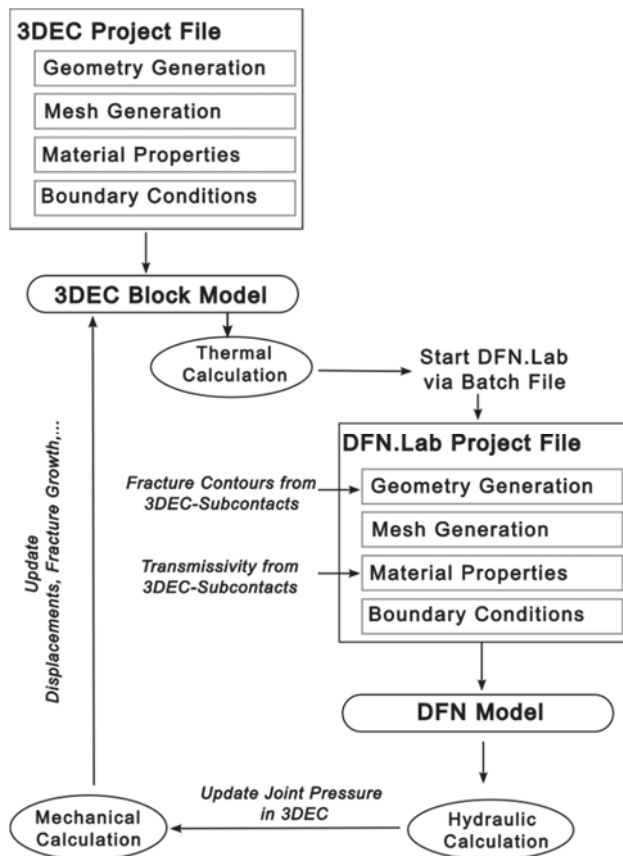 3DEC Project File
Geometry Generation
Mesh Generation
Material Properties
Boundary Conditions
3DEC Block Model
Thermal
Calculation
Start DFN.Lab
via Batch File
DFN.Lab Project File
Fracture Contours from
3DEC-Subcontacts
Geometry Generation
Mesh Generation
Transmissivity from
3DEC-Subcontacts
Material Properties
Boundary Conditions
DFN Model
Hydraulic
Calculation
Update Joint Pressure
in 3DEC
Mechanical
Calculation
Update
Displacements, Fracture Growth,...